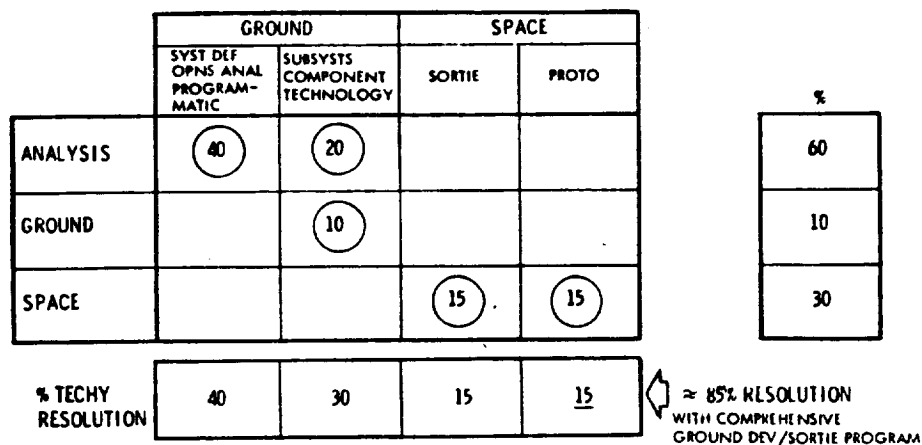 GROUND SPACE
SYST DEF OPNS ANAL PROGRAM- MATIC SUBSYSTS COMPONENT TECHNOLOGY SORTIE PROTO
%
ANALYSIS 40 20 60
GROUND 10 10
SPACE 15 15 30
% TECHY RESOLUTION 40 30 15 15 ≈ 85% RESOLUTION
WITH COMPREHENSIVE
GROUND DEV/SORTIE PROGRAM